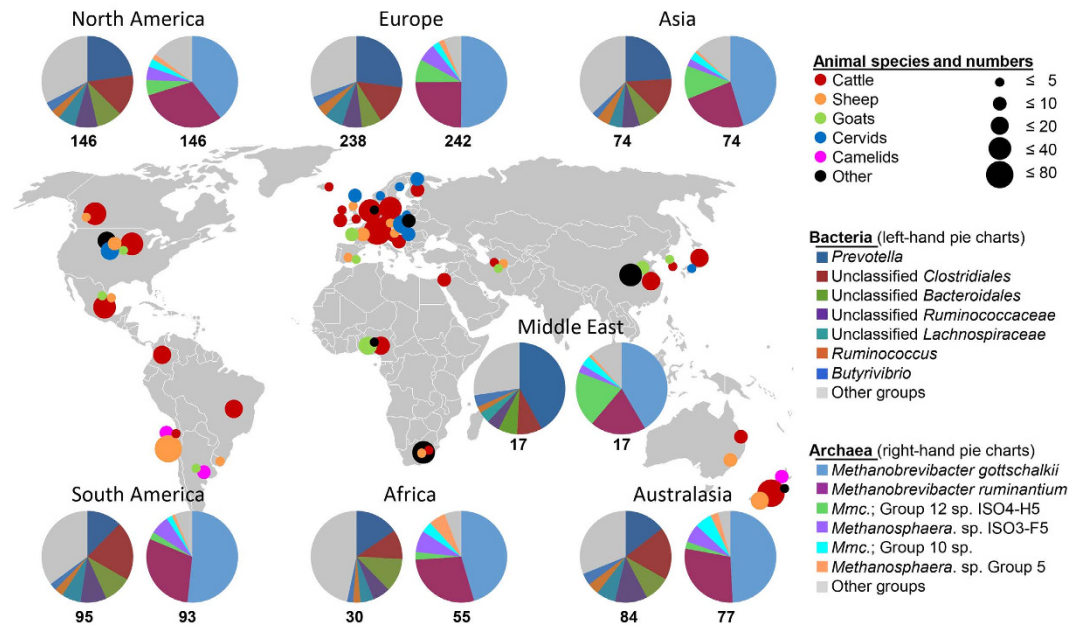 North America
Europe
Asia
146
146
238
242
74
74
Animal species and numbers
Cattle
Sheep
Goats
Cervids
Camelids
Other
≤ 5
≤ 10
≤ 20
≤ 40
≤ 80
Bacteria (left-hand pie charts)
Prevotella
Unclassified Clostridiales
Unclassified Bacteroidales
Unclassified Ruminococcaceae
Unclassified Lachnospiraceae
Ruminococcus
Butyrivibrio
Other groups
Middle East
17
17
Archaea (right-hand pie charts)
Methanobrevibacter gottschalkii
Methanobrevibacter ruminantium
Mmc.; Group 12 sp. ISO4-H5
Methanosphaera. sp. ISO3-F5
Mmc.; Group 10 sp.
Methanosphaera. sp. Group 5
Other groups
South America
Africa
Australasia
95
93
30
55
84
77